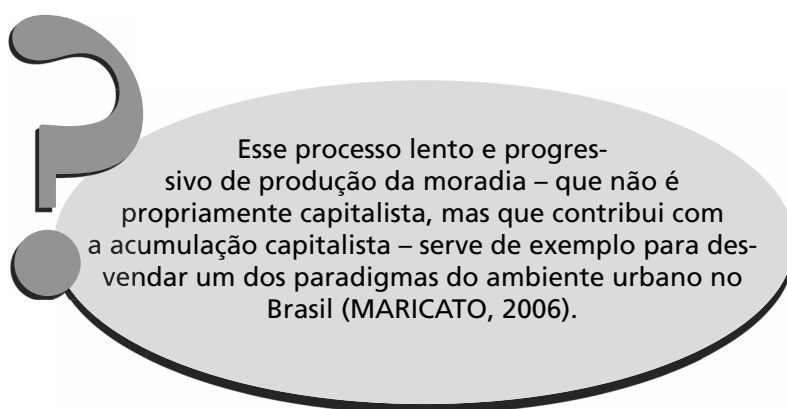 Esse processo lento e progres-
sivo de produção da moradia – que não é
propriamente capitalista, mas que contribui com
a acumulação capitalista – serve de exemplo para des-
vendar um dos paradigmas do ambiente urbano no
Brasil (MARICATO, 2006).